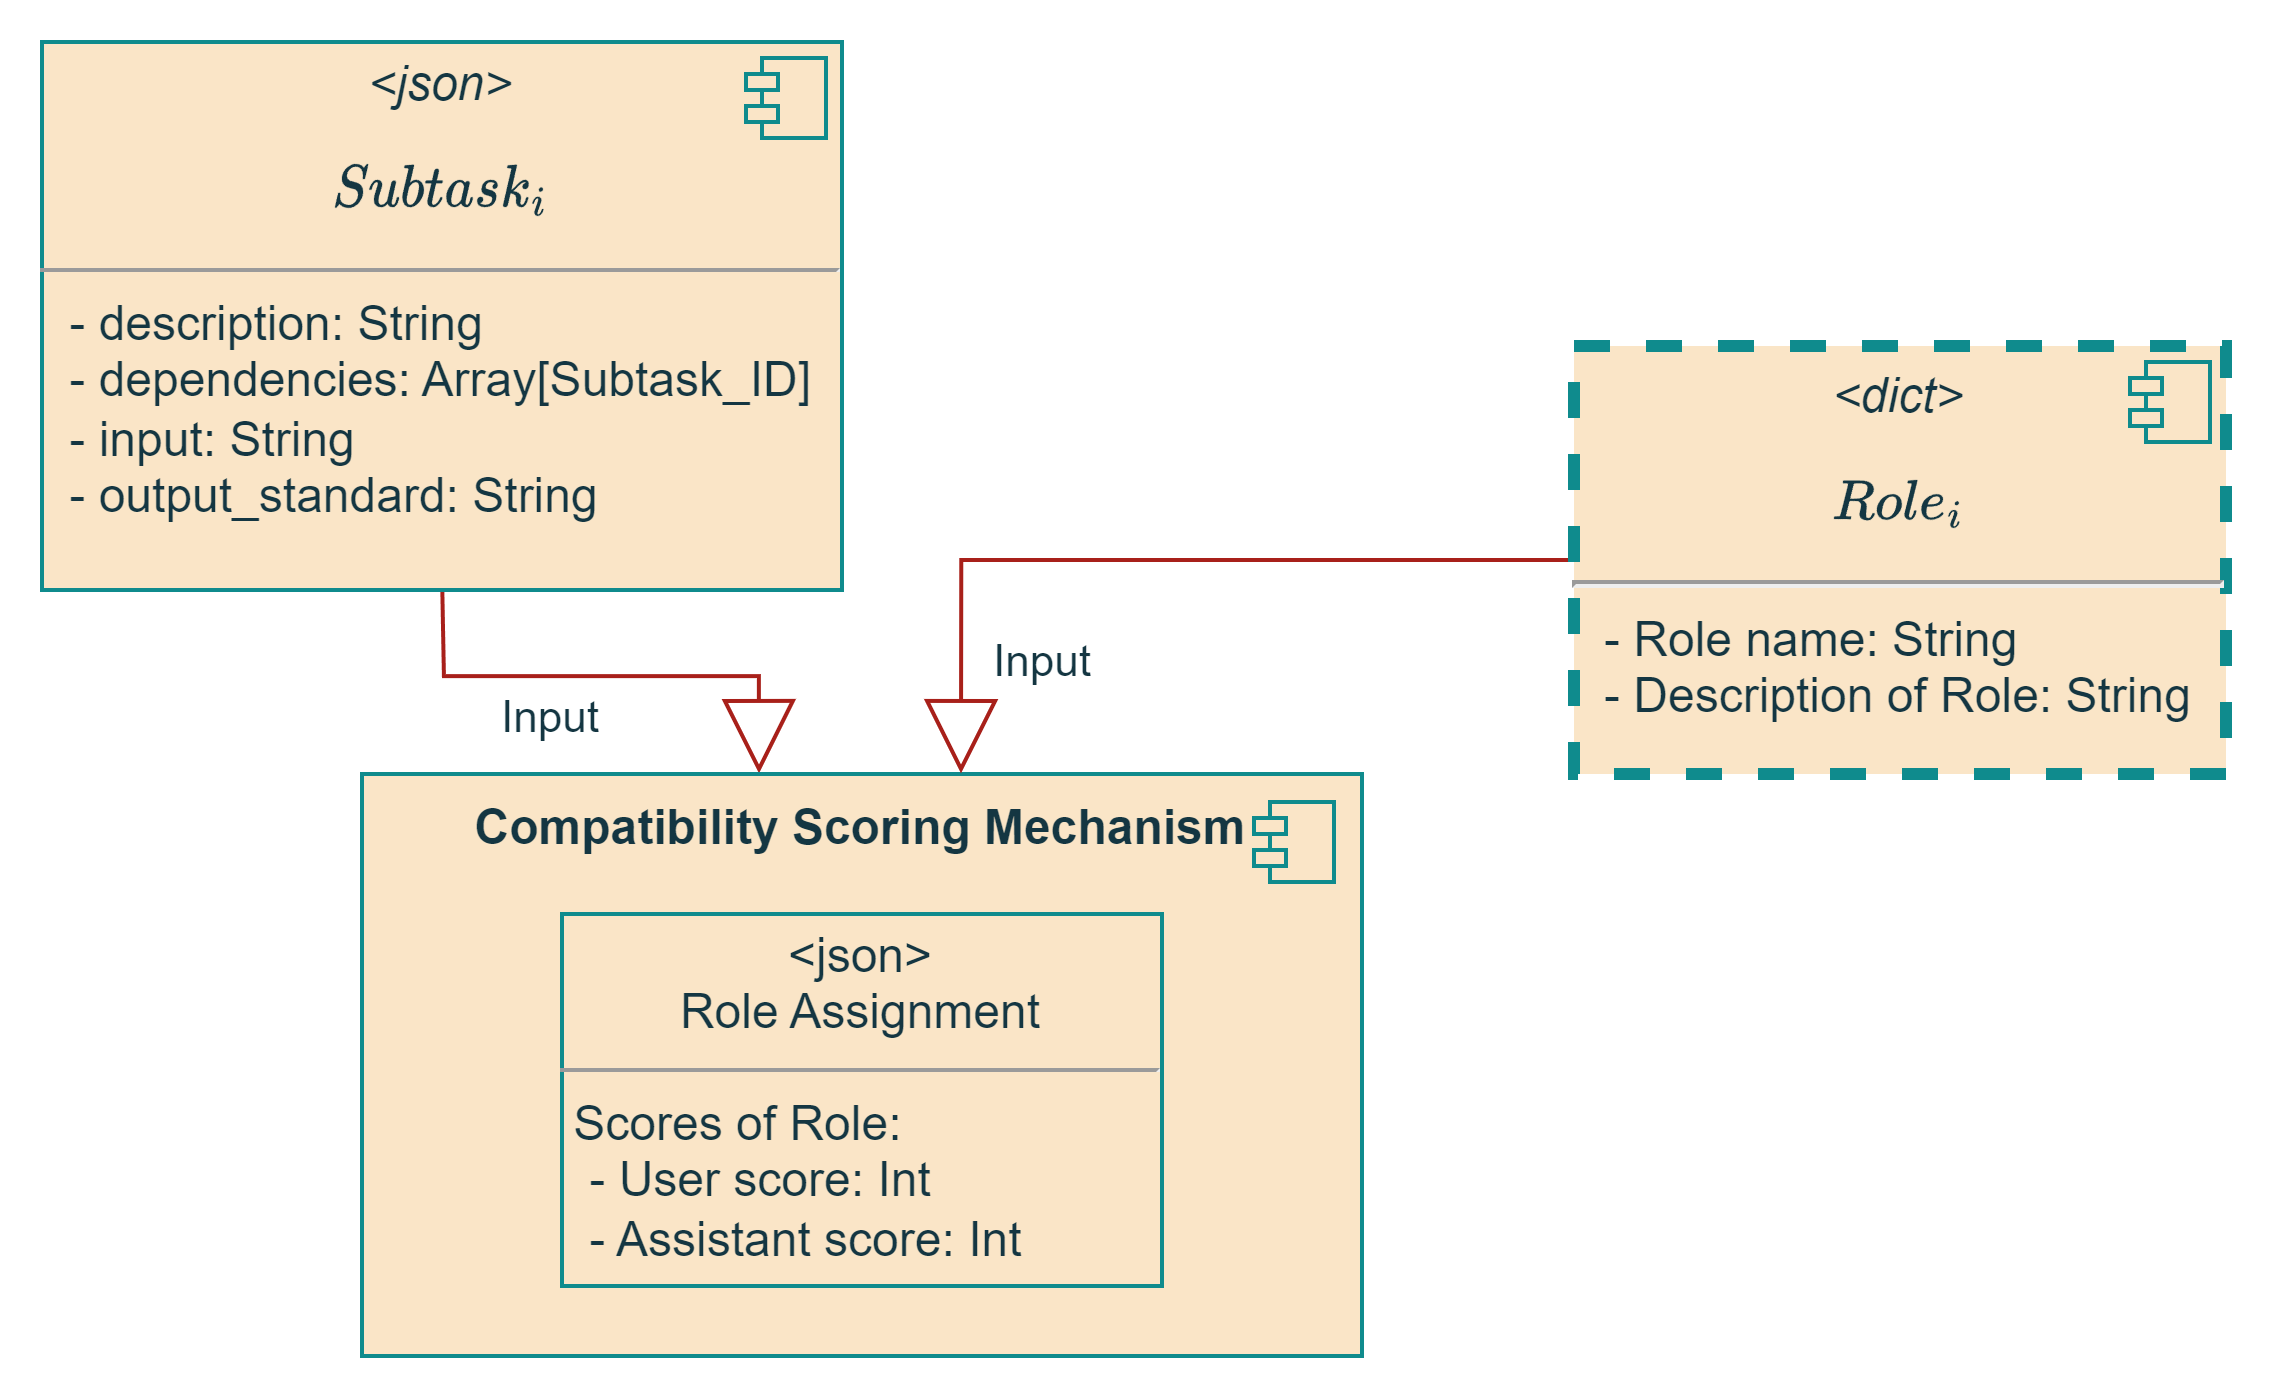 <json>
Subtask_i
- description: String
- dependencies: Array[Subtask_ID]
- input: String
- output_standard: String
<dict>
Role_i
- Role name: String
- Description of Role: String
Input
Input
Compatibility Scoring Mechanism
<json>
Role Assignment
Scores of Role:
- User score: Int
- Assistant score: Int